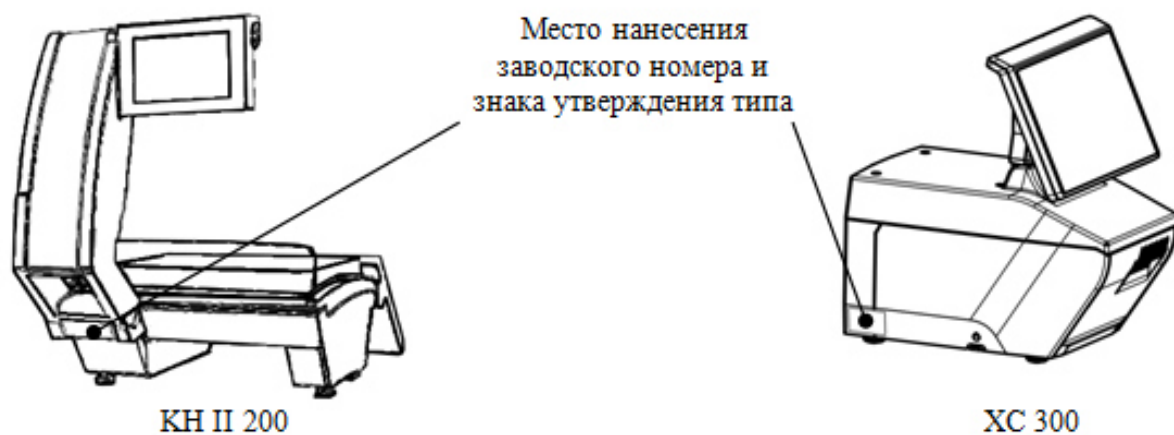 Место нанесения
заводского номера и
знака утверждения типа
KH II 200
XC 300